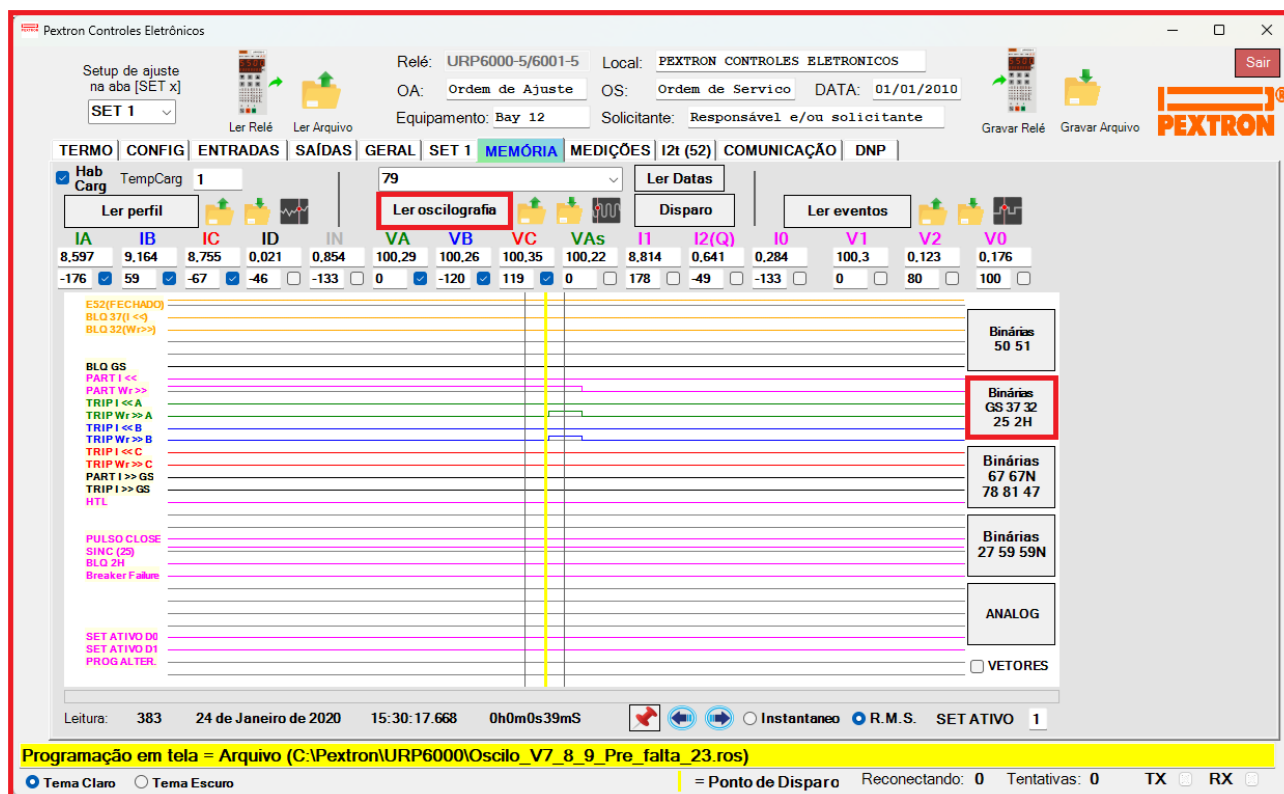 Pextron Controles Eletrônicos
Setup de ajuste
na aba [SET x]
SET 1
Ler Relé
Ler Arquivo
Relé: URP6000-5/6001-5 Local: PEXTRON CONTROLES ELETRONICOS
OA: Ordem de Ajuste OS: Ordem de Servico DATA: 01/01/2010
Equipamento: Bay 12 Solicitante: Responsável e/ou solicitante
Gravar Relé
Gravar Arquivo
Sair
PEXTRON
TERMO CONFIG ENTRADAS SAÍDAS GERAL SET 1 MEMÓRIA MEDIÇÕES I2t (52) COMUNICAÇÃO DNP
Hab
Carg
TempCarg 1
79
Ler Datas
Ler perfil
Ler oscilografia
Disparo
Ler eventos
IA IB IC ID IN VA VB VC VAs I1 I2(Q) I0 V1 V2 V0
8,597 9,164 8,755 0,021 0,854 100,29 100,26 100,35 100,22 8,814 0,641 0,284 100,3 0,123 0,176
-176 59 -67 -46 -133 0 -120 119 0 178 -49 -133 0 80 100
E52(FECHADO)
BLQ 37(I <<)
BLQ 32(Wr>>)
BLQ GS
PART I <<
PART Wr >>
TRIP I << A
TRIP Wr >> A
TRIP I << B
TRIP Wr >> B
TRIP I << C
TRIP Wr >> C
PART I >> GS
TRIP I >> GS
HTL
PULSO CLOSE
SINC (25)
BLQ 2H
Breaker Failure
SET ATIVO D0
SET ATIVO D1
PROG ALTER.
Binárias
50 51
Binárias
GS 37 32
25 2H
Binárias
67 67N
78 81 47
Binárias
27 59 59N
ANALOG
VETORES
Leitura: 383 24 de Janeiro de 2020 15:30:17.668 0h0m0s39mS
Instantaneo R.M.S. SET ATIVO 1
Programação em tela = Arquivo (C:\Pextron\URP6000\Oscilo_V7_8_9_Pre_falta_23.ros)
Tema Claro Tema Escuro = Ponto de Disparo Reconectando: 0 Tentativas: 0 TX RX